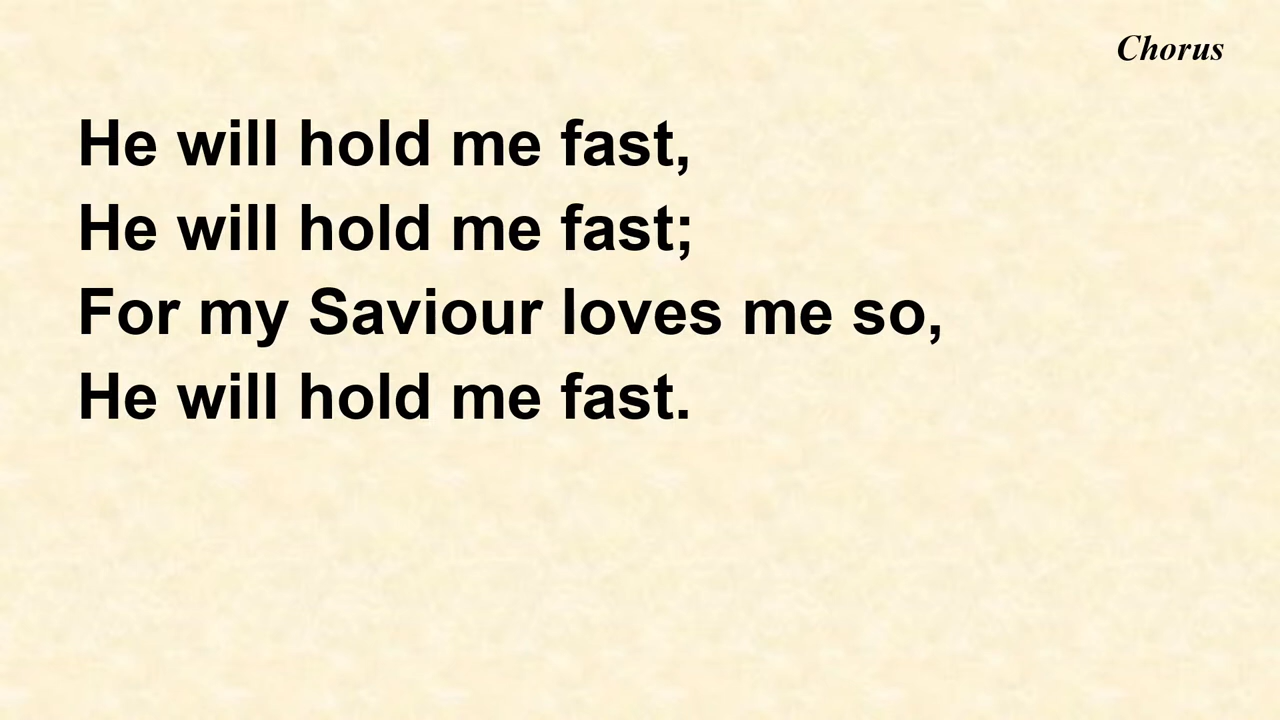 Chorus
He will hold me fast,
He will hold me fast;
For my Saviour loves me so,
He will hold me fast.